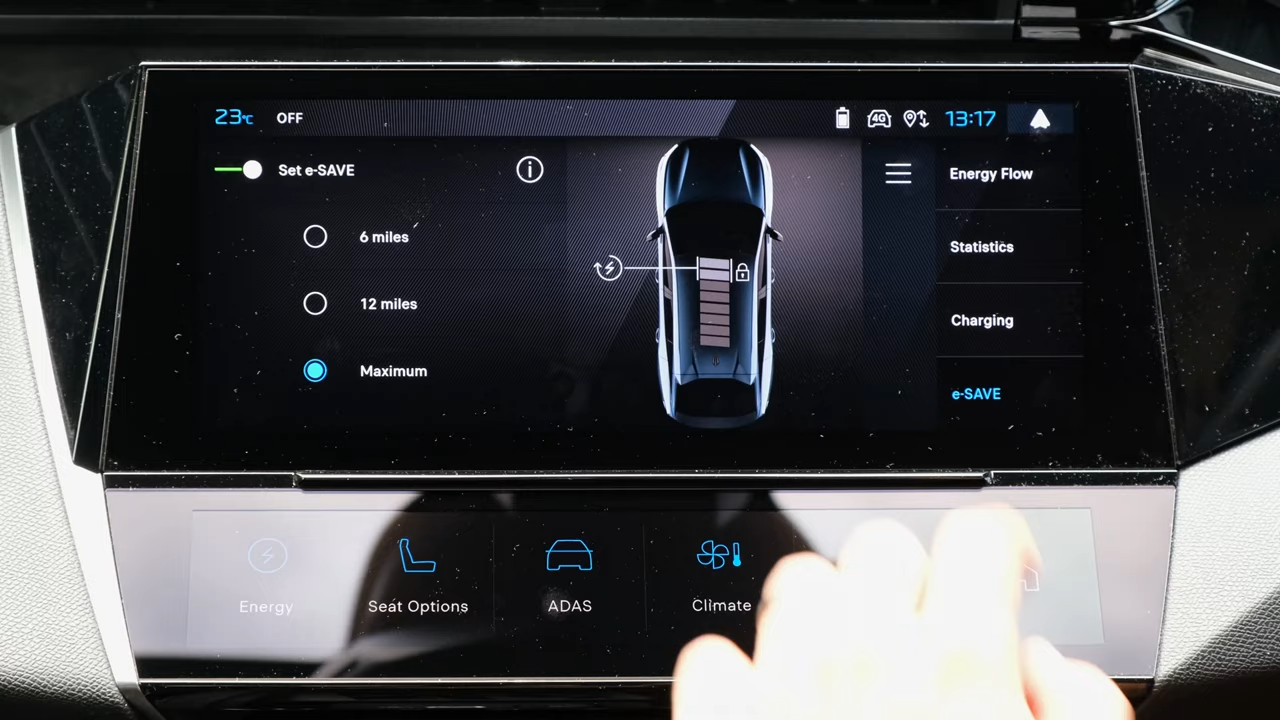 23°C OFF 4G 13:17
Set e-SAVE
6 miles
12 miles
Maximum
Energy Flow
Statistics
Charging
e-SAVE
Energy
Seat Options
ADAS
Climate